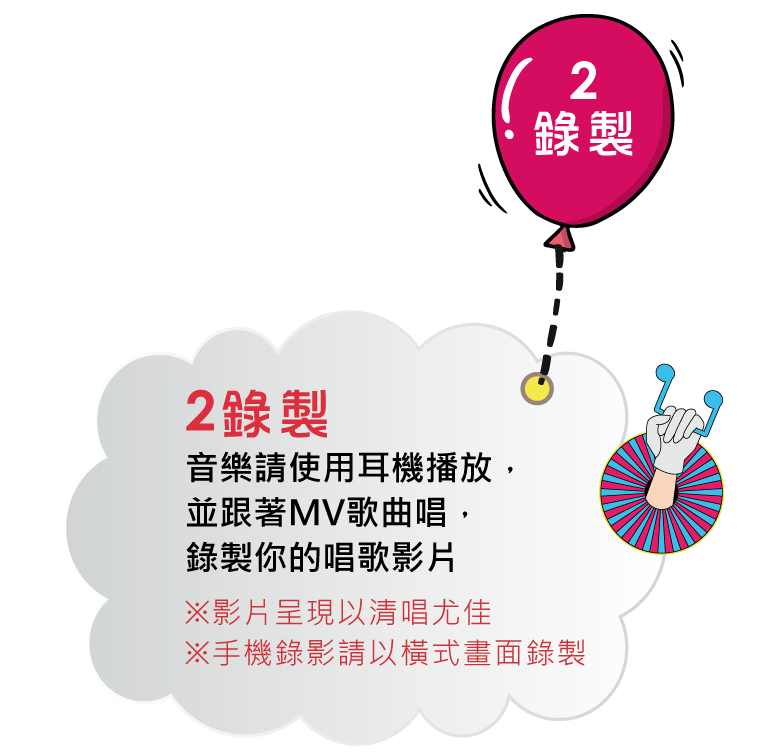 2
錄製
2錄製
音樂請使用耳機播放，
並跟著MV歌曲唱，
錄製你的唱歌影片
※影片呈現以清唱尤佳
※手機錄影請以橫式畫面錄製